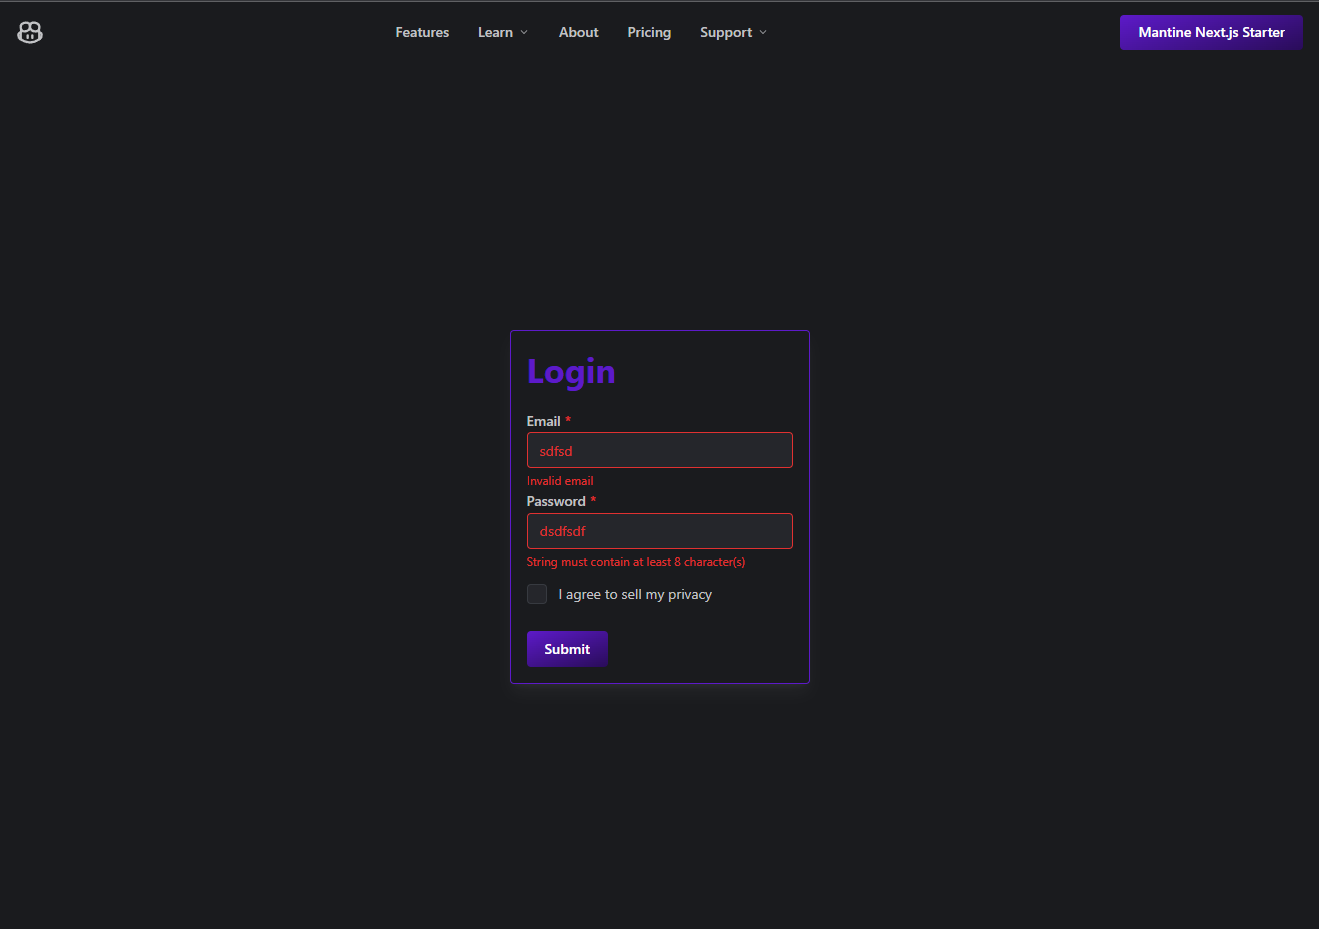 Features Learn About Pricing Support Mantine Next.js Starter
Login
Email *
sdfsd
Invalid email
Password *
dsdfsdf
String must contain at least 8 character(s)
I agree to sell my privacy
Submit